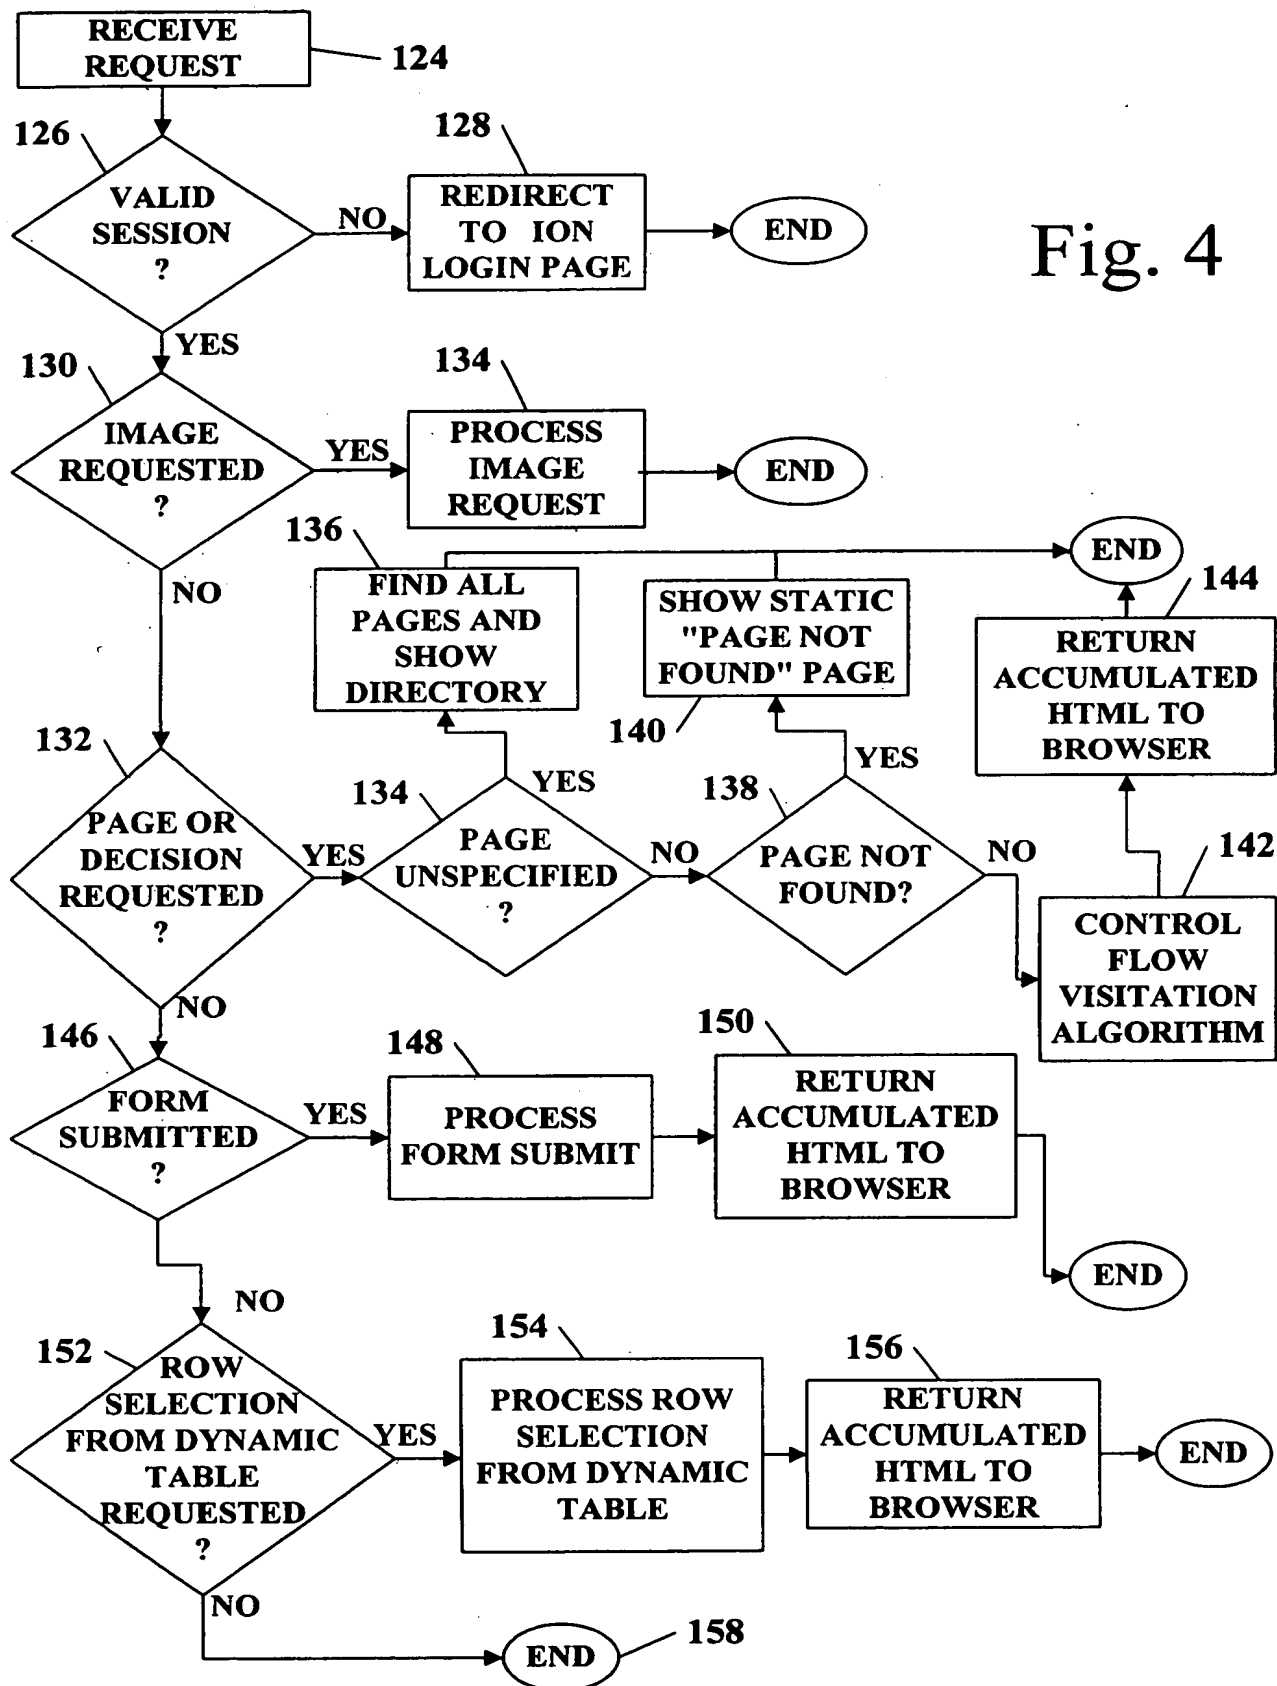 RECEIVE
REQUEST
124
126
VALID
SESSION
?
NO
128
REDIRECT
TO ION
LOGIN PAGE
END
Fig. 4
YES
130
IMAGE
REQUESTED
?
YES
134
PROCESS
IMAGE
REQUEST
END
NO
136
FIND ALL
PAGES AND
SHOW
DIRECTORY
SHOW STATIC
"PAGE NOT
FOUND" PAGE
140
END
144
RETURN
ACCUMULATED
HTML TO
BROWSER
132
PAGE OR
DECISION
REQUESTED
?
YES
134
YES
PAGE
UNSPECIFIED
?
NO
138
YES
PAGE NOT
FOUND?
NO
142
CONTROL
FLOW
VISITATION
ALGORITHM
NO
146
FORM
SUBMITTED
?
YES
148
PROCESS
FORM SUBMIT
150
RETURN
ACCUMULATED
HTML TO
BROWSER
END
NO
152
ROW
SELECTION
FROM DYNAMIC
TABLE
REQUESTED
?
YES
154
PROCESS ROW
SELECTION
FROM DYNAMIC
TABLE
156
RETURN
ACCUMULATED
HTML TO
BROWSER
END
NO
END
158